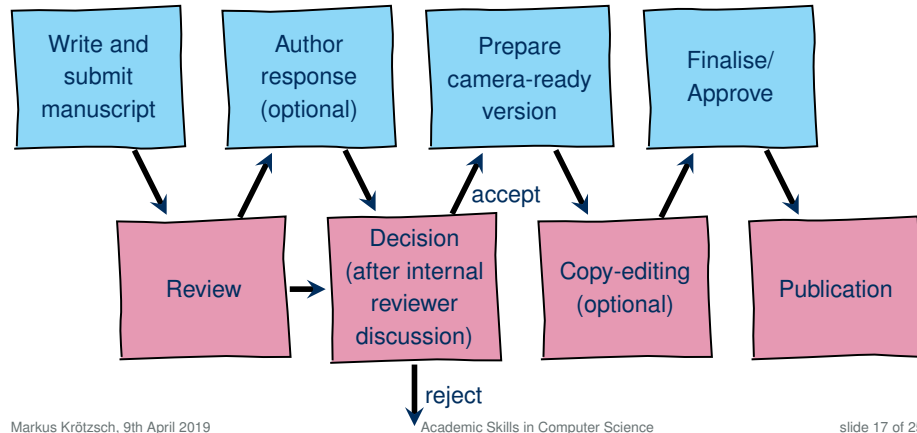 Write and
submit
manuscript
Author
response
(optional)
Prepare
camera-ready
version
Finalise/
Approve
accept
Review
Decision
(after internal
reviewer
discussion)
Copy-editing
(optional)
Publication
reject
Markus Krötzsch, 9th April 2019
Academic Skills in Computer Science
slide 17 of